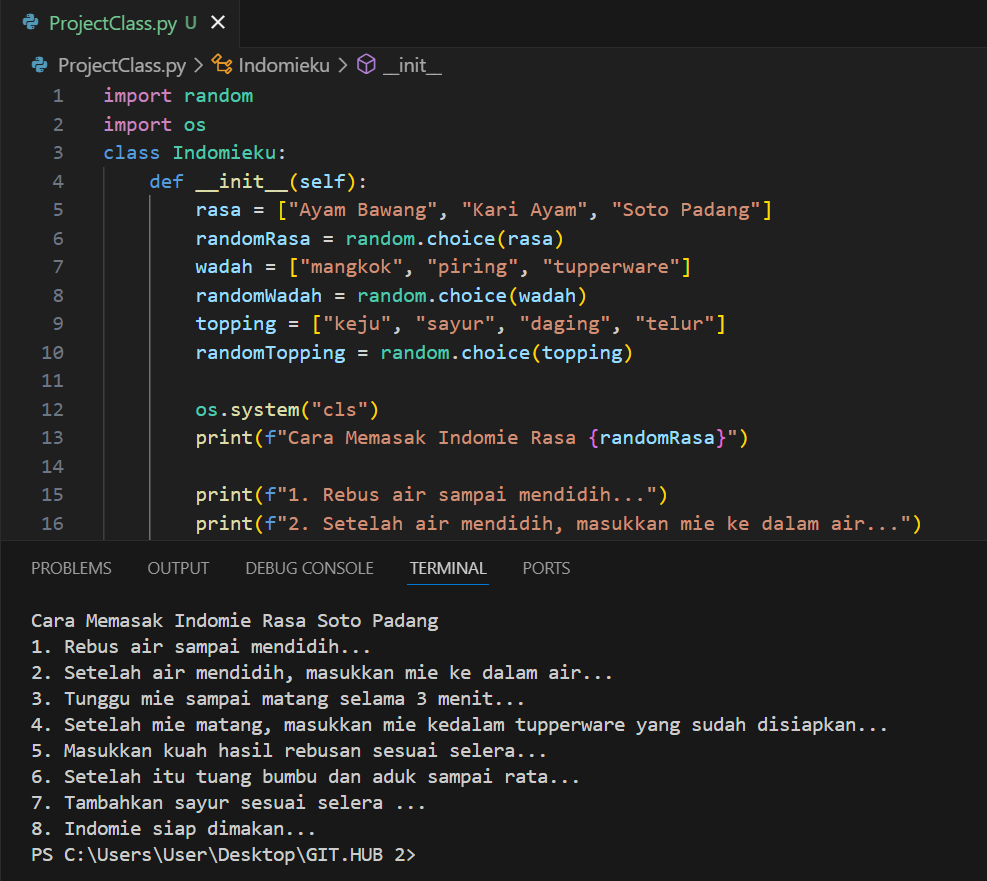 ProjectClass.py U ×
ProjectClass.py > Indomieku > __init__
1 import random
2 import os
3 class Indomieku:
4     def __init__(self):
5         rasa = ["Ayam Bawang", "Kari Ayam", "Soto Padang"]
6         randomRasa = random.choice(rasa)
7         wadah = ["mangkok", "piring", "tupperware"]
8         randomWadah = random.choice(wadah)
9         topping = ["keju", "sayur", "daging", "telur"]
10         randomTopping = random.choice(topping)
11
12         os.system("cls")
13         print(f"Cara Memasak Indomie Rasa {randomRasa}")
14
15         print(f"1. Rebus air sampai mendidih...")
16         print(f"2. Setelah air mendidih, masukkan mie ke dalam air...")
PROBLEMS OUTPUT DEBUG CONSOLE TERMINAL PORTS
Cara Memasak Indomie Rasa Soto Padang
1. Rebus air sampai mendidih...
2. Setelah air mendidih, masukkan mie ke dalam air...
3. Tunggu mie sampai matang selama 3 menit...
4. Setelah mie matang, masukkan mie kedalam tupperware yang sudah disiapkan...
5. Masukkan kuah hasil rebusan sesuai selera...
6. Setelah itu tuang bumbu dan aduk sampai rata...
7. Tambahkan sayur sesuai selera ...
8. Indomie siap dimakan...
PS C:\Users\User\Desktop\GIT.HUB 2>